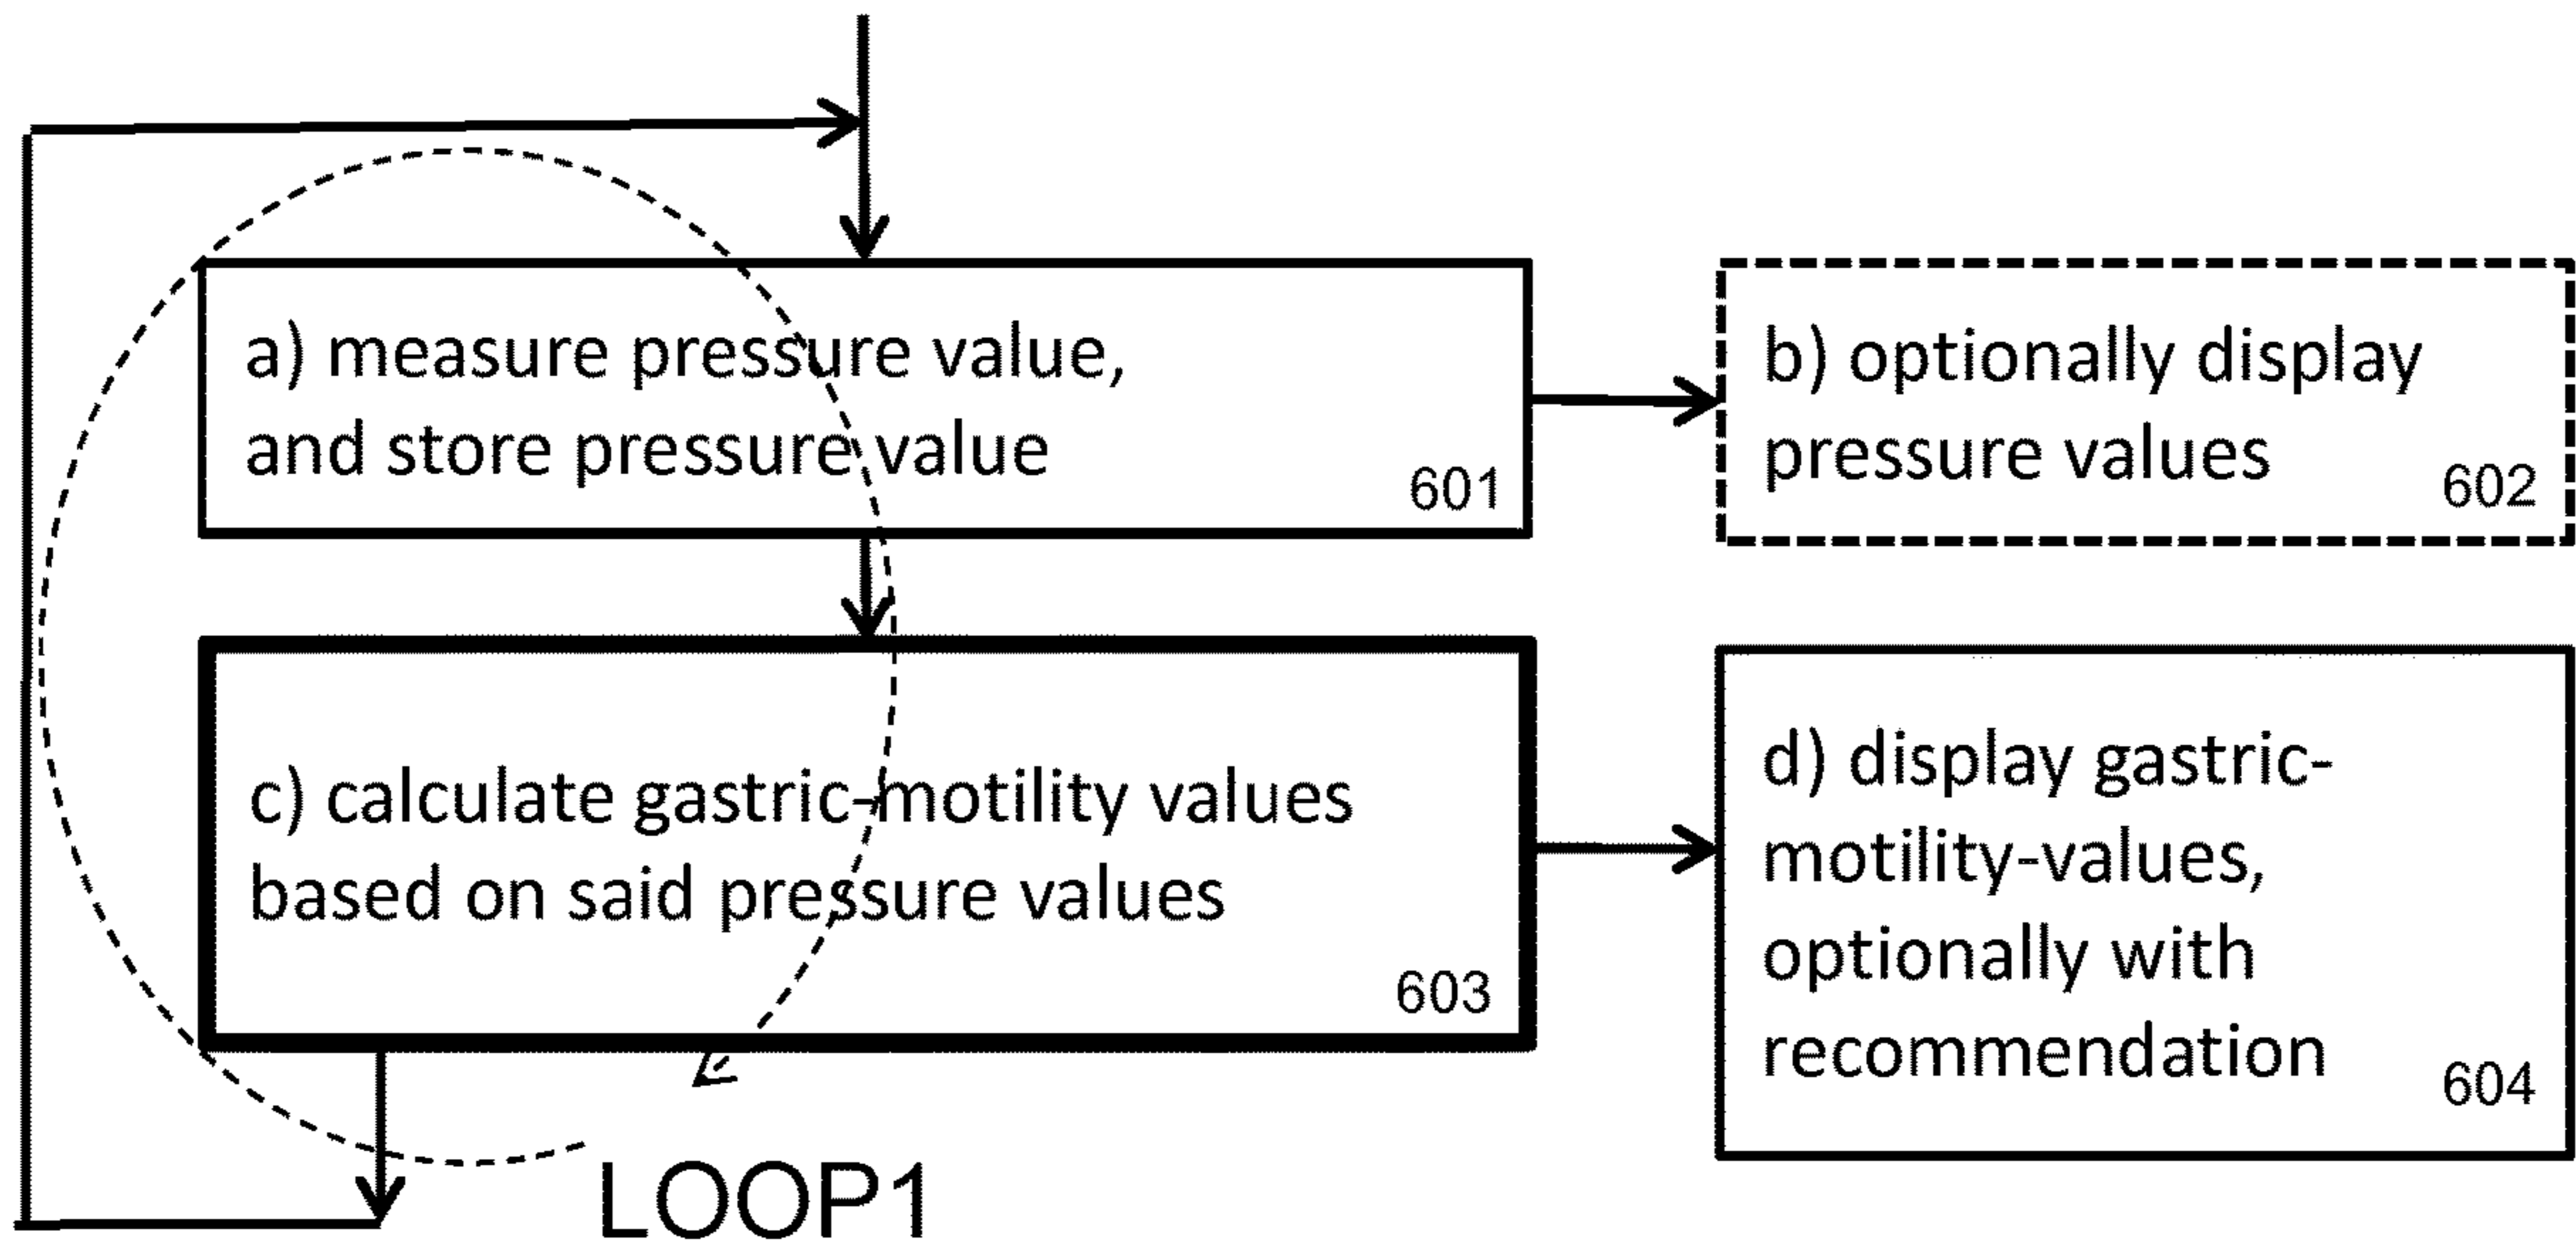 a) measure pressure value,
and store pressure value
601
b) optionally display
pressure values
602
c) calculate gastric-motility values
based on said pressure values
603
d) display gastric-
motility-values,
optionally with
recommendation
604
LOOP1